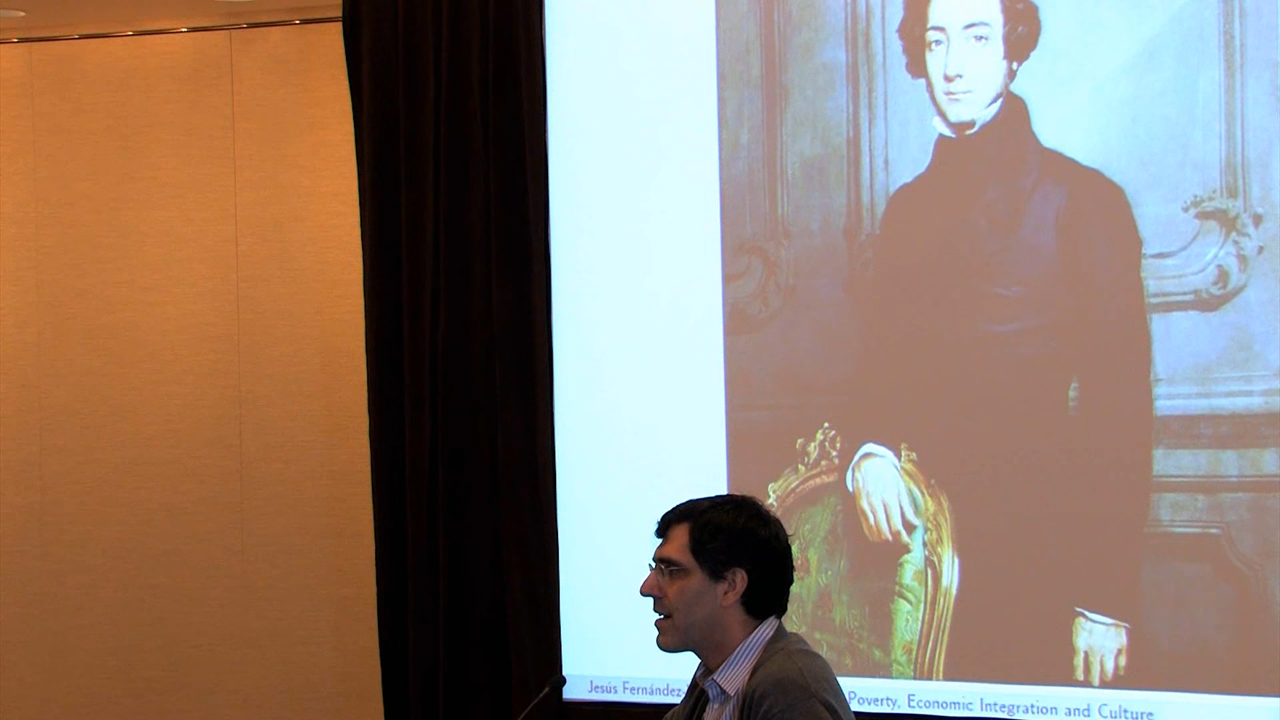 Jesús Fernández-
Poverty, Economic Integration and Culture